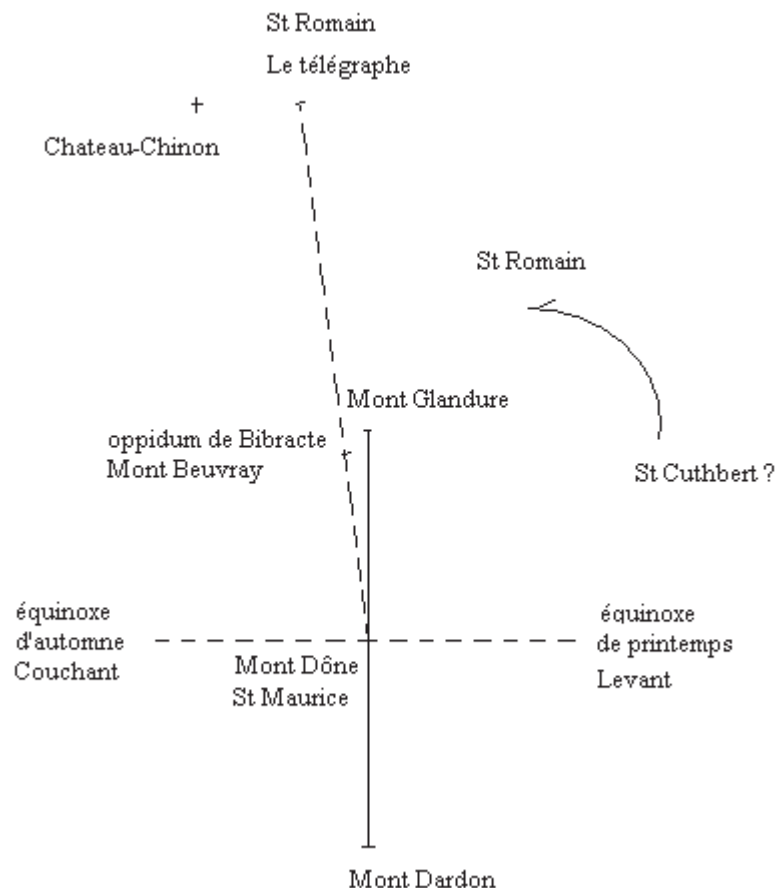 St Romain
Le télégraphe
Chateau-Chinon
St Romain
Mont Glandure
oppidum de Bibracte
Mont Beuvray
St Cuthbert ?
équinoxe
d'automne
Couchant
équinoxe
de printemps
Levant
Mont Dône
St Maurice
Mont Dardon